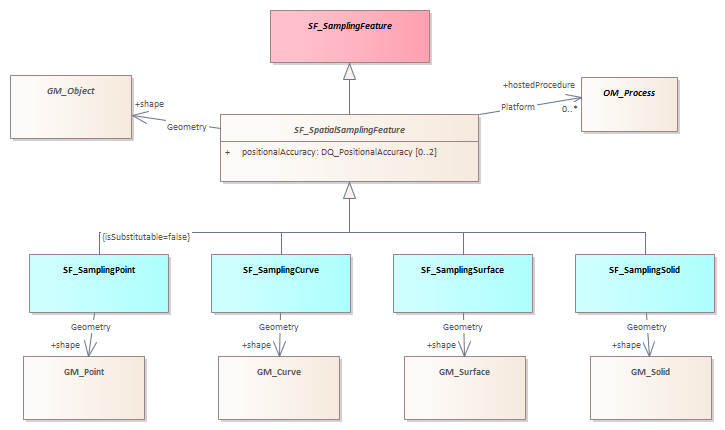 SF_SamplingFeature
GM_Object
+shape
Geometry
+hostedProcedure
Platform
0..*
OM_Process
SF_SpatialSamplingFeature
+ positionalAccuracy: DQ_PositionalAccuracy [0..2]
{isSubstitutable=false}
SF_SamplingPoint
SF_SamplingCurve
SF_SamplingSurface
SF_SamplingSolid
Geometry
Geometry
Geometry
Geometry
+shape
+shape
+shape
+shape
GM_Point
GM_Curve
GM_Surface
GM_Solid